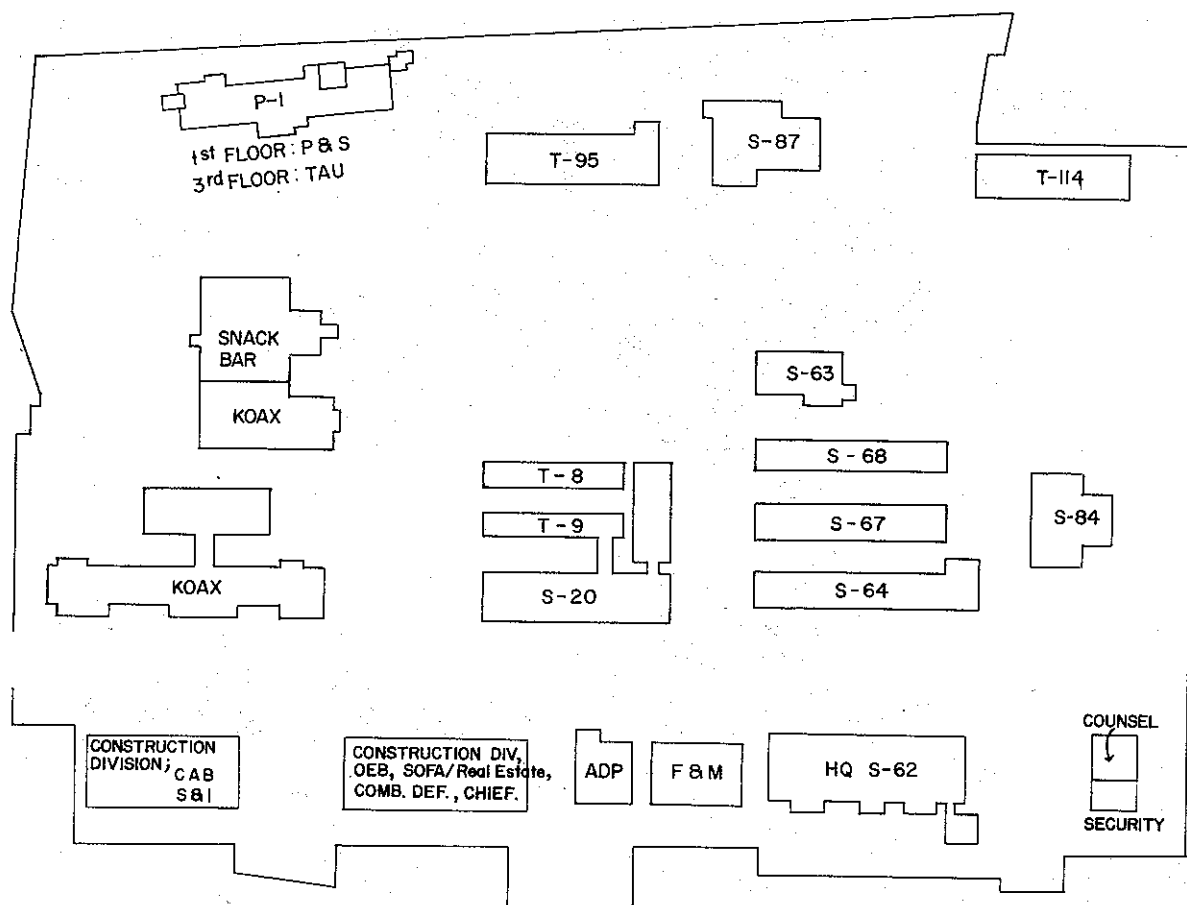 P-1
1st FLOOR: P & S
3rd FLOOR: TAU
T-95
S-87
T-114
SNACK
BAR
KOAX
S-63
S-68
T-8
T-9
S-67
S-84
KOAX
S-20
S-64
CONSTRUCTION
DIVISION;
CAB
S&I
CONSTRUCTION DIV,
OEB, SOFA/Real Estate,
COMB. DEF., CHIEF.
ADP
F & M
HQ S-62
COUNSEL
SECURITY